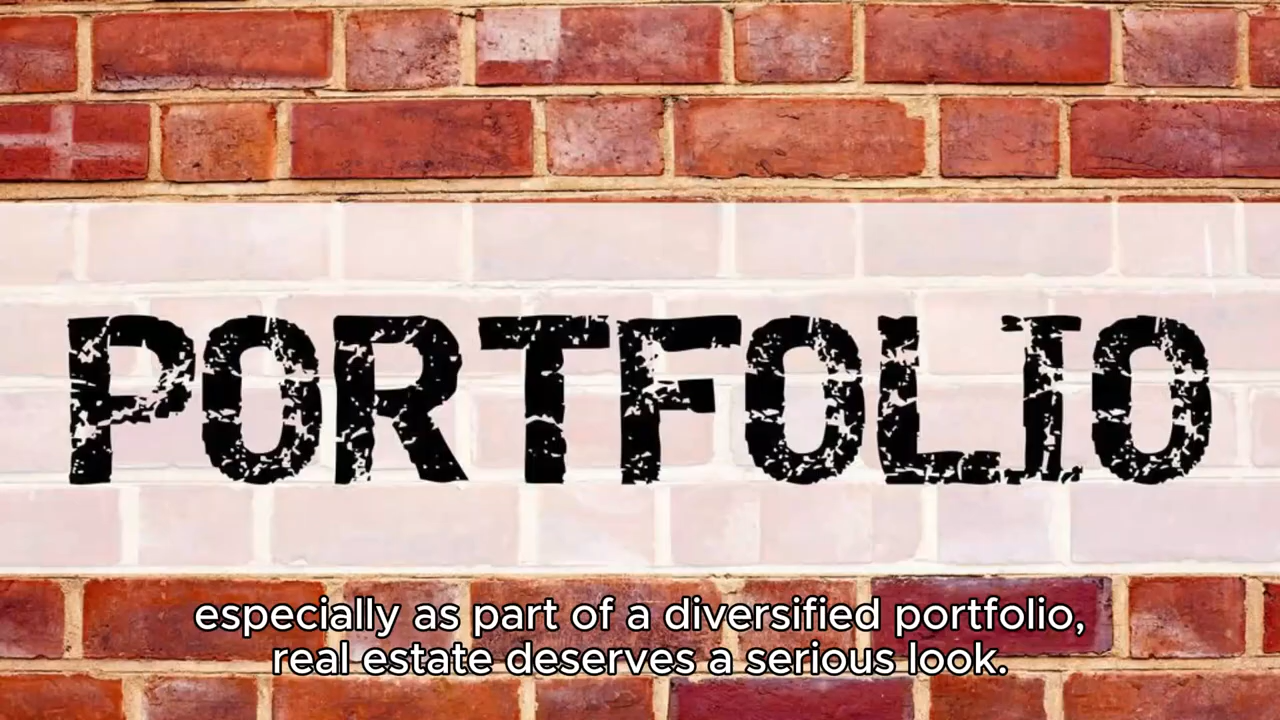 PORTFOLIO
especially as part of a diversified portfolio,
real estate deserves a serious look.